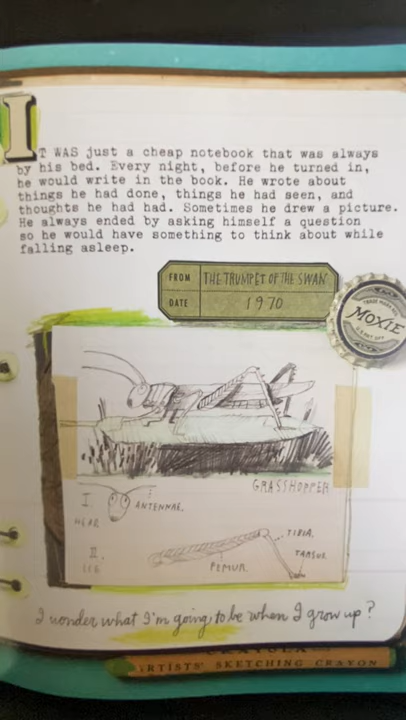 IT WAS just a cheap notebook that was always
by his bed. Every night, before he turned in,
he would write in the book. He wrote about
things he had done, things he had seen, and
thoughts he had had. Sometimes he drew a picture.
He always ended by asking himself a question
so he would have something to think about while
falling asleep.
FROM THE TRUMPET OF THE SWAN
DATE 1970
TRADE MARK REG
MOXIE
GRASSHOPPER
I.
HEAD
ANTENNAE.
II.
LEG
FEMUR.
TIBIA.
TARSUS.
I wonder what I'm going to be when I grow up?
CRAYOLA
ARTISTS' SKETCHING CRAYON